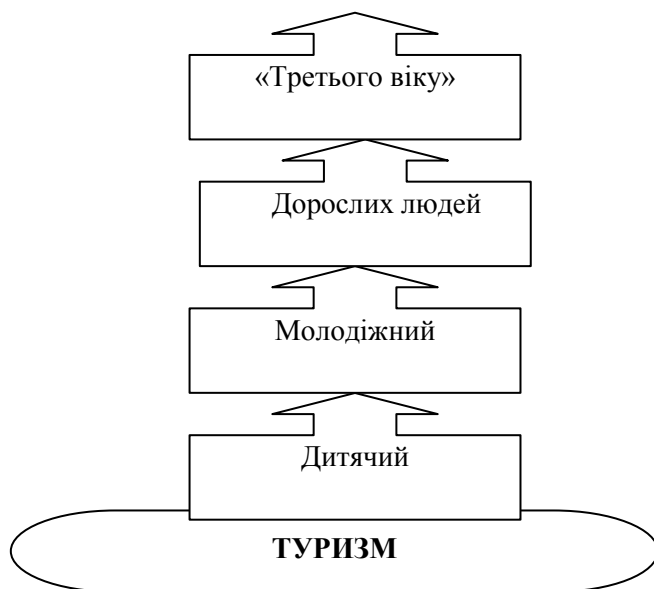 «Третього віку»
Дорослих людей
Молодіжний
Дитячий
ТУРИЗМ